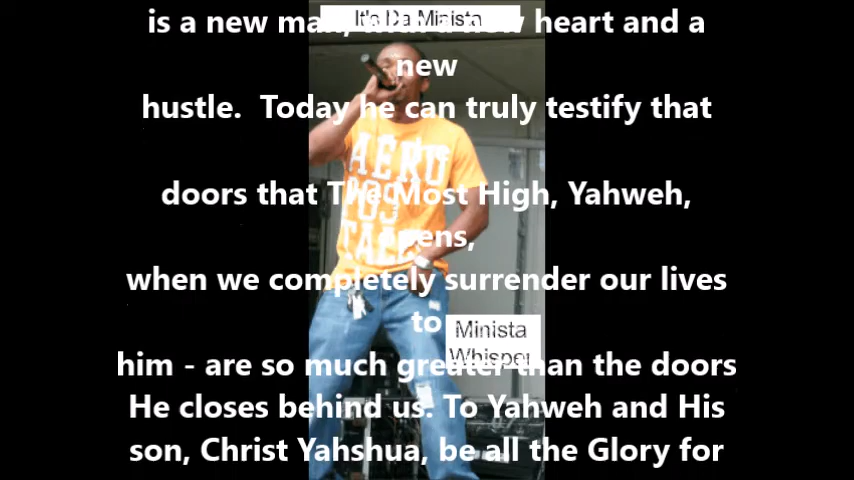 It's Da Minista
is a new man, with a new heart and a
new
hustle.  Today he can truly testify that
doors that The Most High, Yahweh,
opens,
when we completely surrender our lives
to
him - are so much greater than the doors
He closes behind us. To Yahweh and His
son, Christ Yahshua, be all the Glory for
AERO
POS
TALE
Minista
Whisper